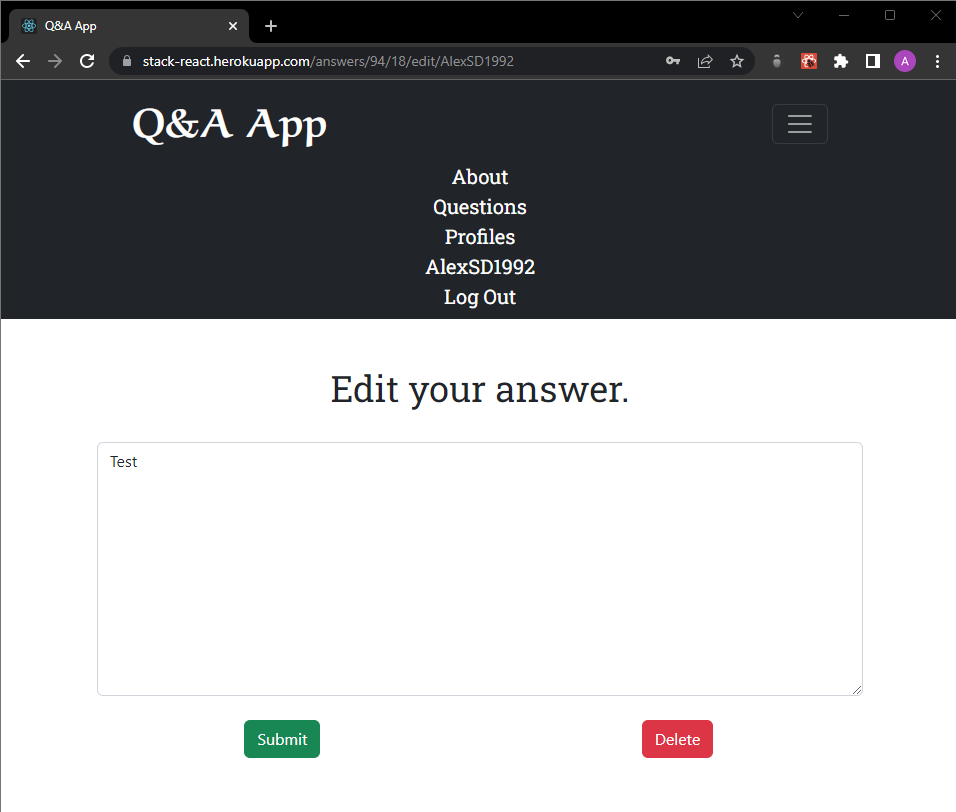 Q&A App
stack-react.herokuapp.com/answers/94/18/edit/AlexSD1992
A
Q&A App
About
Questions
Profiles
AlexSD1992
Log Out
Edit your answer.
Test
Submit
Delete